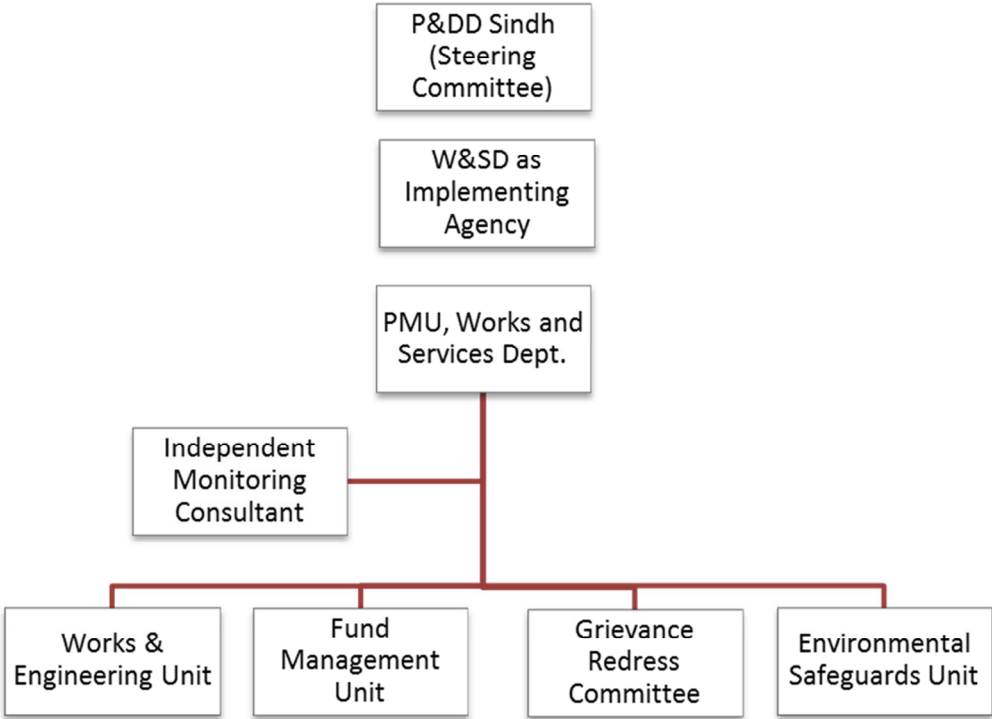 P&DD Sindh
(Steering
Committee)
W&SD as
Implementing
Agency
PMU, Works and
Services Dept.
Independent
Monitoring
Consultant
Works &
Engineering Unit
Fund
Management
Unit
Grievance
Redress
Committee
Environmental
Safeguards Unit